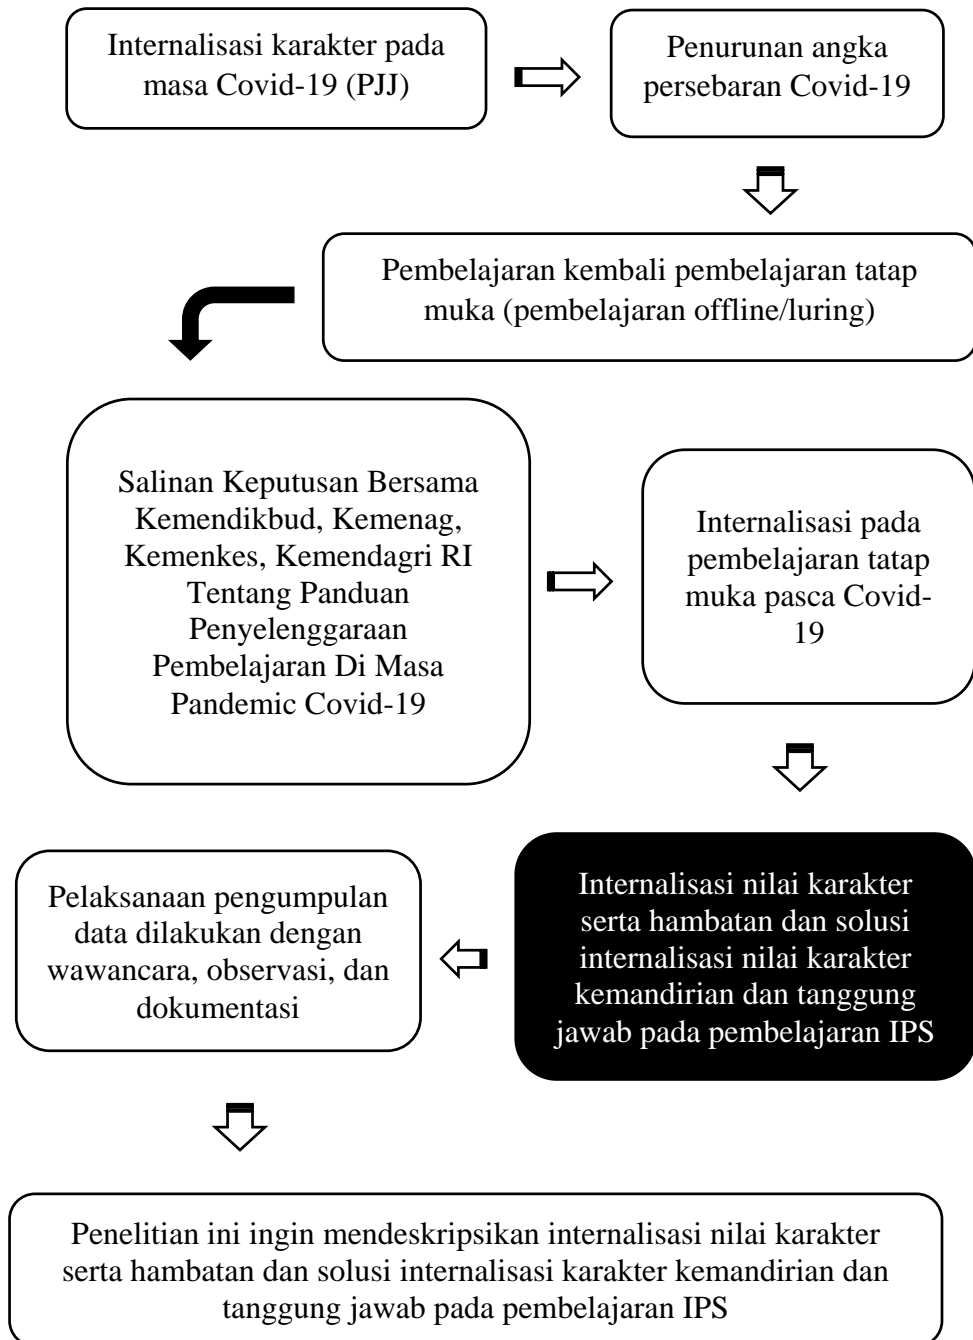 Internalisasi karakter pada
masa Covid-19 (PJJ)
Penurunan angka
persebaran Covid-19
Pembelajaran kembali pembelajaran tatap
muka (pembelajaran offline/luring)
Salinan Keputusan Bersama
Kemendikbud, Kemenag,
Kemenkes, Kemendagri RI
Tentang Panduan
Penyelenggaraan
Pembelajaran Di Masa
Pandemic Covid-19
Internalisasi pada
pembelajaran tatap
muka pasca Covid-
19
Internalisasi nilai karakter
serta hambatan dan solusi
internalisasi nilai karakter
kemandirian dan tanggung
jawab pada pembelajaran IPS
Pelaksanaan pengumpulan
data dilakukan dengan
wawancara, observasi, dan
dokumentasi
Penelitian ini ingin mendeskripsikan internalisasi nilai karakter
serta hambatan dan solusi internalisasi karakter kemandirian dan
tanggung jawab pada pembelajaran IPS